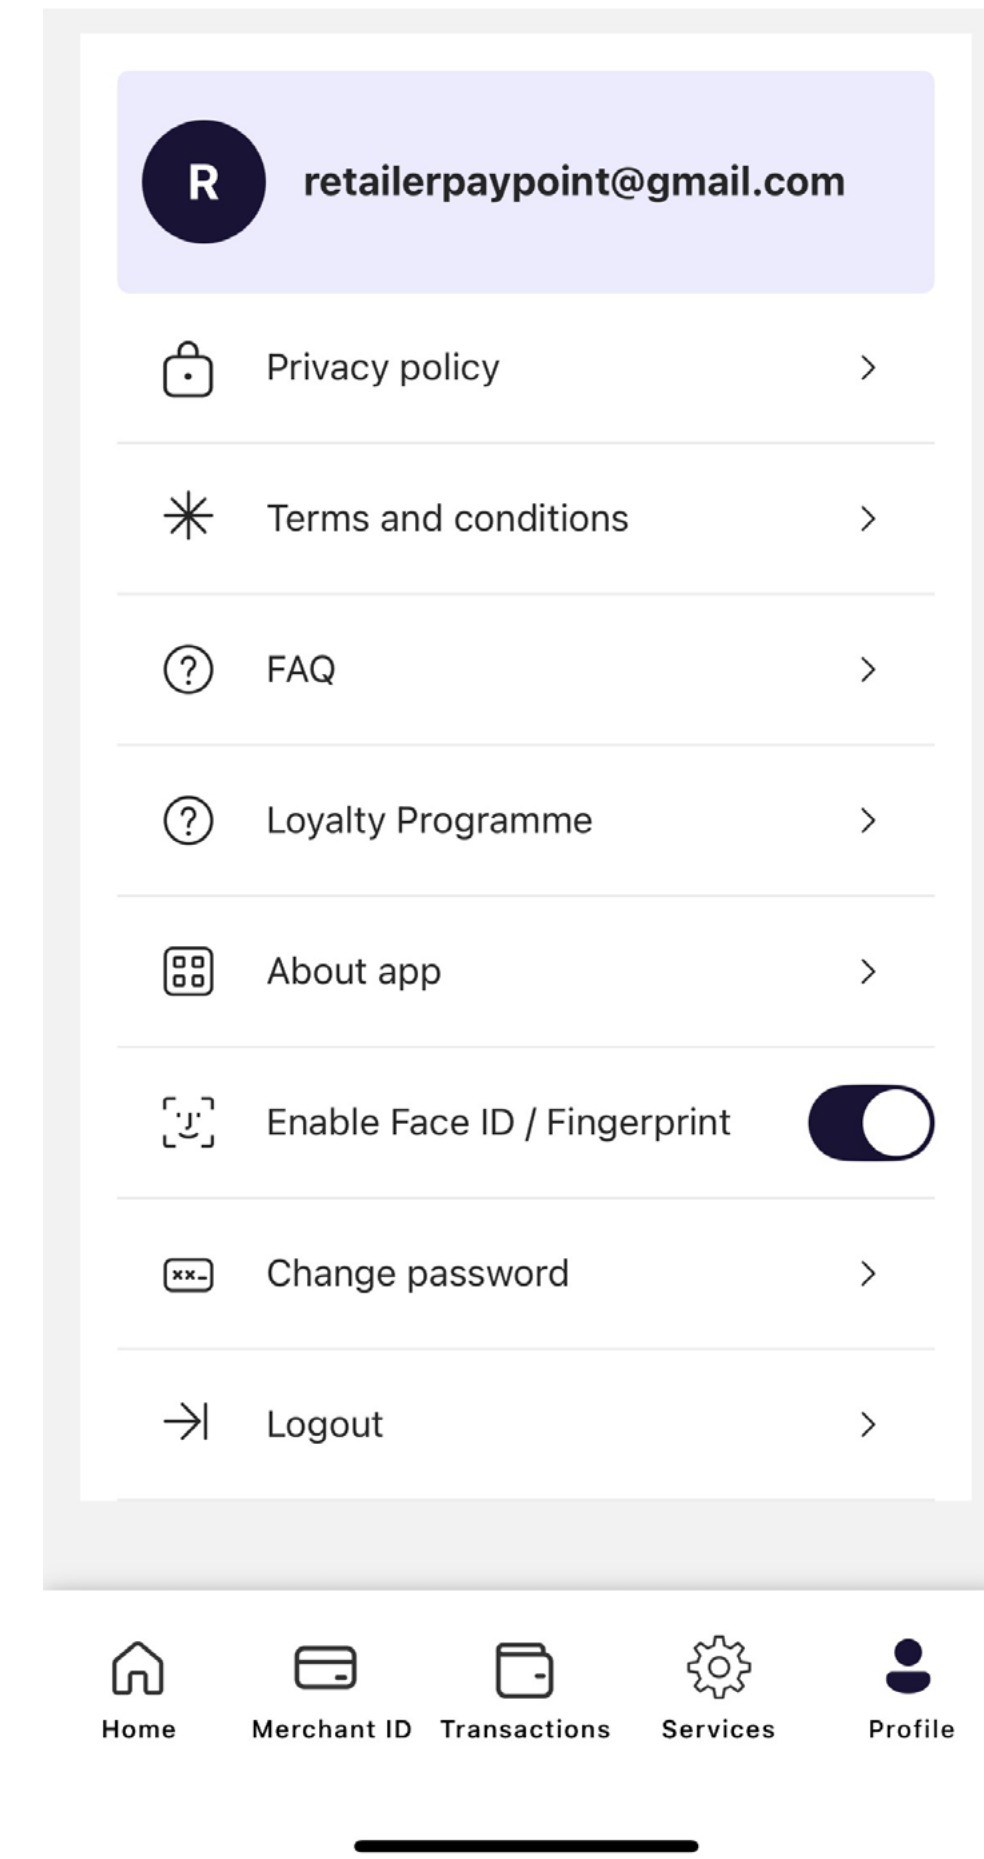 R
retailerpaypoint@gmail.com
Privacy policy
Terms and conditions
FAQ
Loyalty Programme
About app
Enable Face ID / Fingerprint
Change password
Logout
Home
Merchant ID
Transactions
Services
Profile